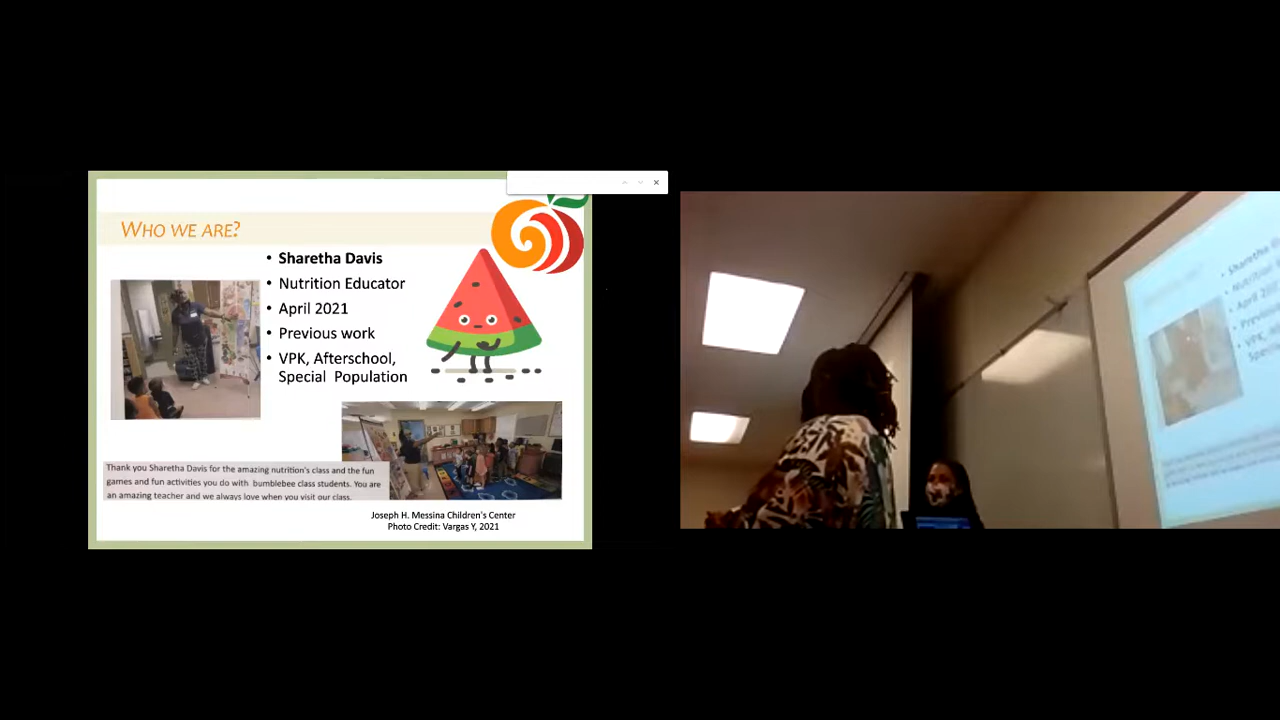 WHO WE ARE?
• Sharetha Davis
• Nutrition Educator
• April 2021
• Previous work
• VPK, Afterschool,
Special Population
Thank you Sharetha Davis for the amazing nutrition's class and the fun
games and fun activities you do with bumblebee class students. You are
an amazing teacher and we always love when you visit our class.
Joseph H. Messina Children's Center
Photo Credit: Vargas Y, 2021